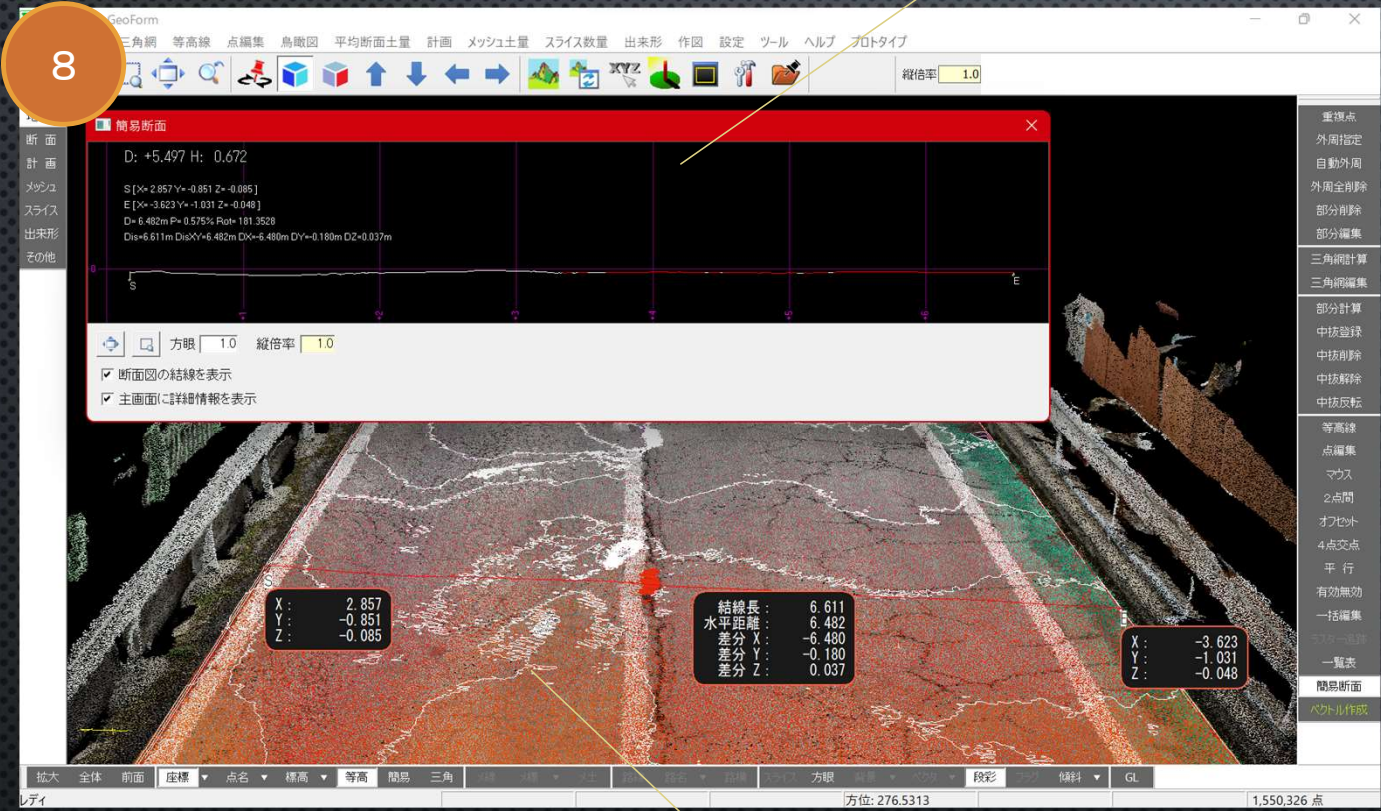 8
GeoForm
三角網 等高線 点編集 鳥瞰図 平均断面土量 計画 メッシュ土量 スライス数量 出来形 作図 設定 ツール ヘルプ プロトタイプ
XYZ
縦倍率 1.0
断 面
計 画
メッシュ
スライス
出来形
その他
簡易断面
D: +5.497 H: 0.672
S [X= 2.857 Y= -0.851 Z= -0.085 ]
E [X= -3.623 Y= -1.031 Z= -0.048 ]
D= 6.482m P= 0.575% Rot= 181.3528
Dis=6.611m DisXY=6.482m DX=-6.480m DY=-0.180m DZ=0.037m
0
S
E
+1 +2 +3 +4 +5 +6
方眼 1.0 縦倍率 1.0
断面図の結線を表示
主画面に詳細情報を表示
S
X : 2.857
Y : -0.851
Z : -0.085
結線長 : 6.611
水平距離 : 6.482
差分 X : -6.480
差分 Y : -0.180
差分 Z : 0.037
X : -3.623
Y : -1.031
Z : -0.048
重複点
外周指定
自動外周
外周全削除
部分削除
部分編集
三角網計算
三角網編集
部分計算
中抜登録
中抜削除
中抜解除
中抜反転
等高線
点編集
マウス
2点間
オフセット
4点交点
平 行
有効無効
一括編集
一覧表
簡易断面
ベクトル作成
拡大 全体 前面 座標 点名 標高 等高 簡易 三角 スライス 方眼 段彩 フラグ 傾斜 GL
レディ
方位: 276.5313
1,550,326 点